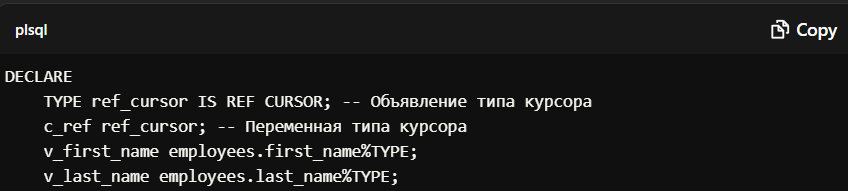 plsql
Copy
DECLARE
    TYPE ref_cursor IS REF CURSOR; -- Объявление типа курсора
    c_ref ref_cursor; -- Переменная типа курсора
    v_first_name employees.first_name%TYPE;
    v_last_name employees.last_name%TYPE;